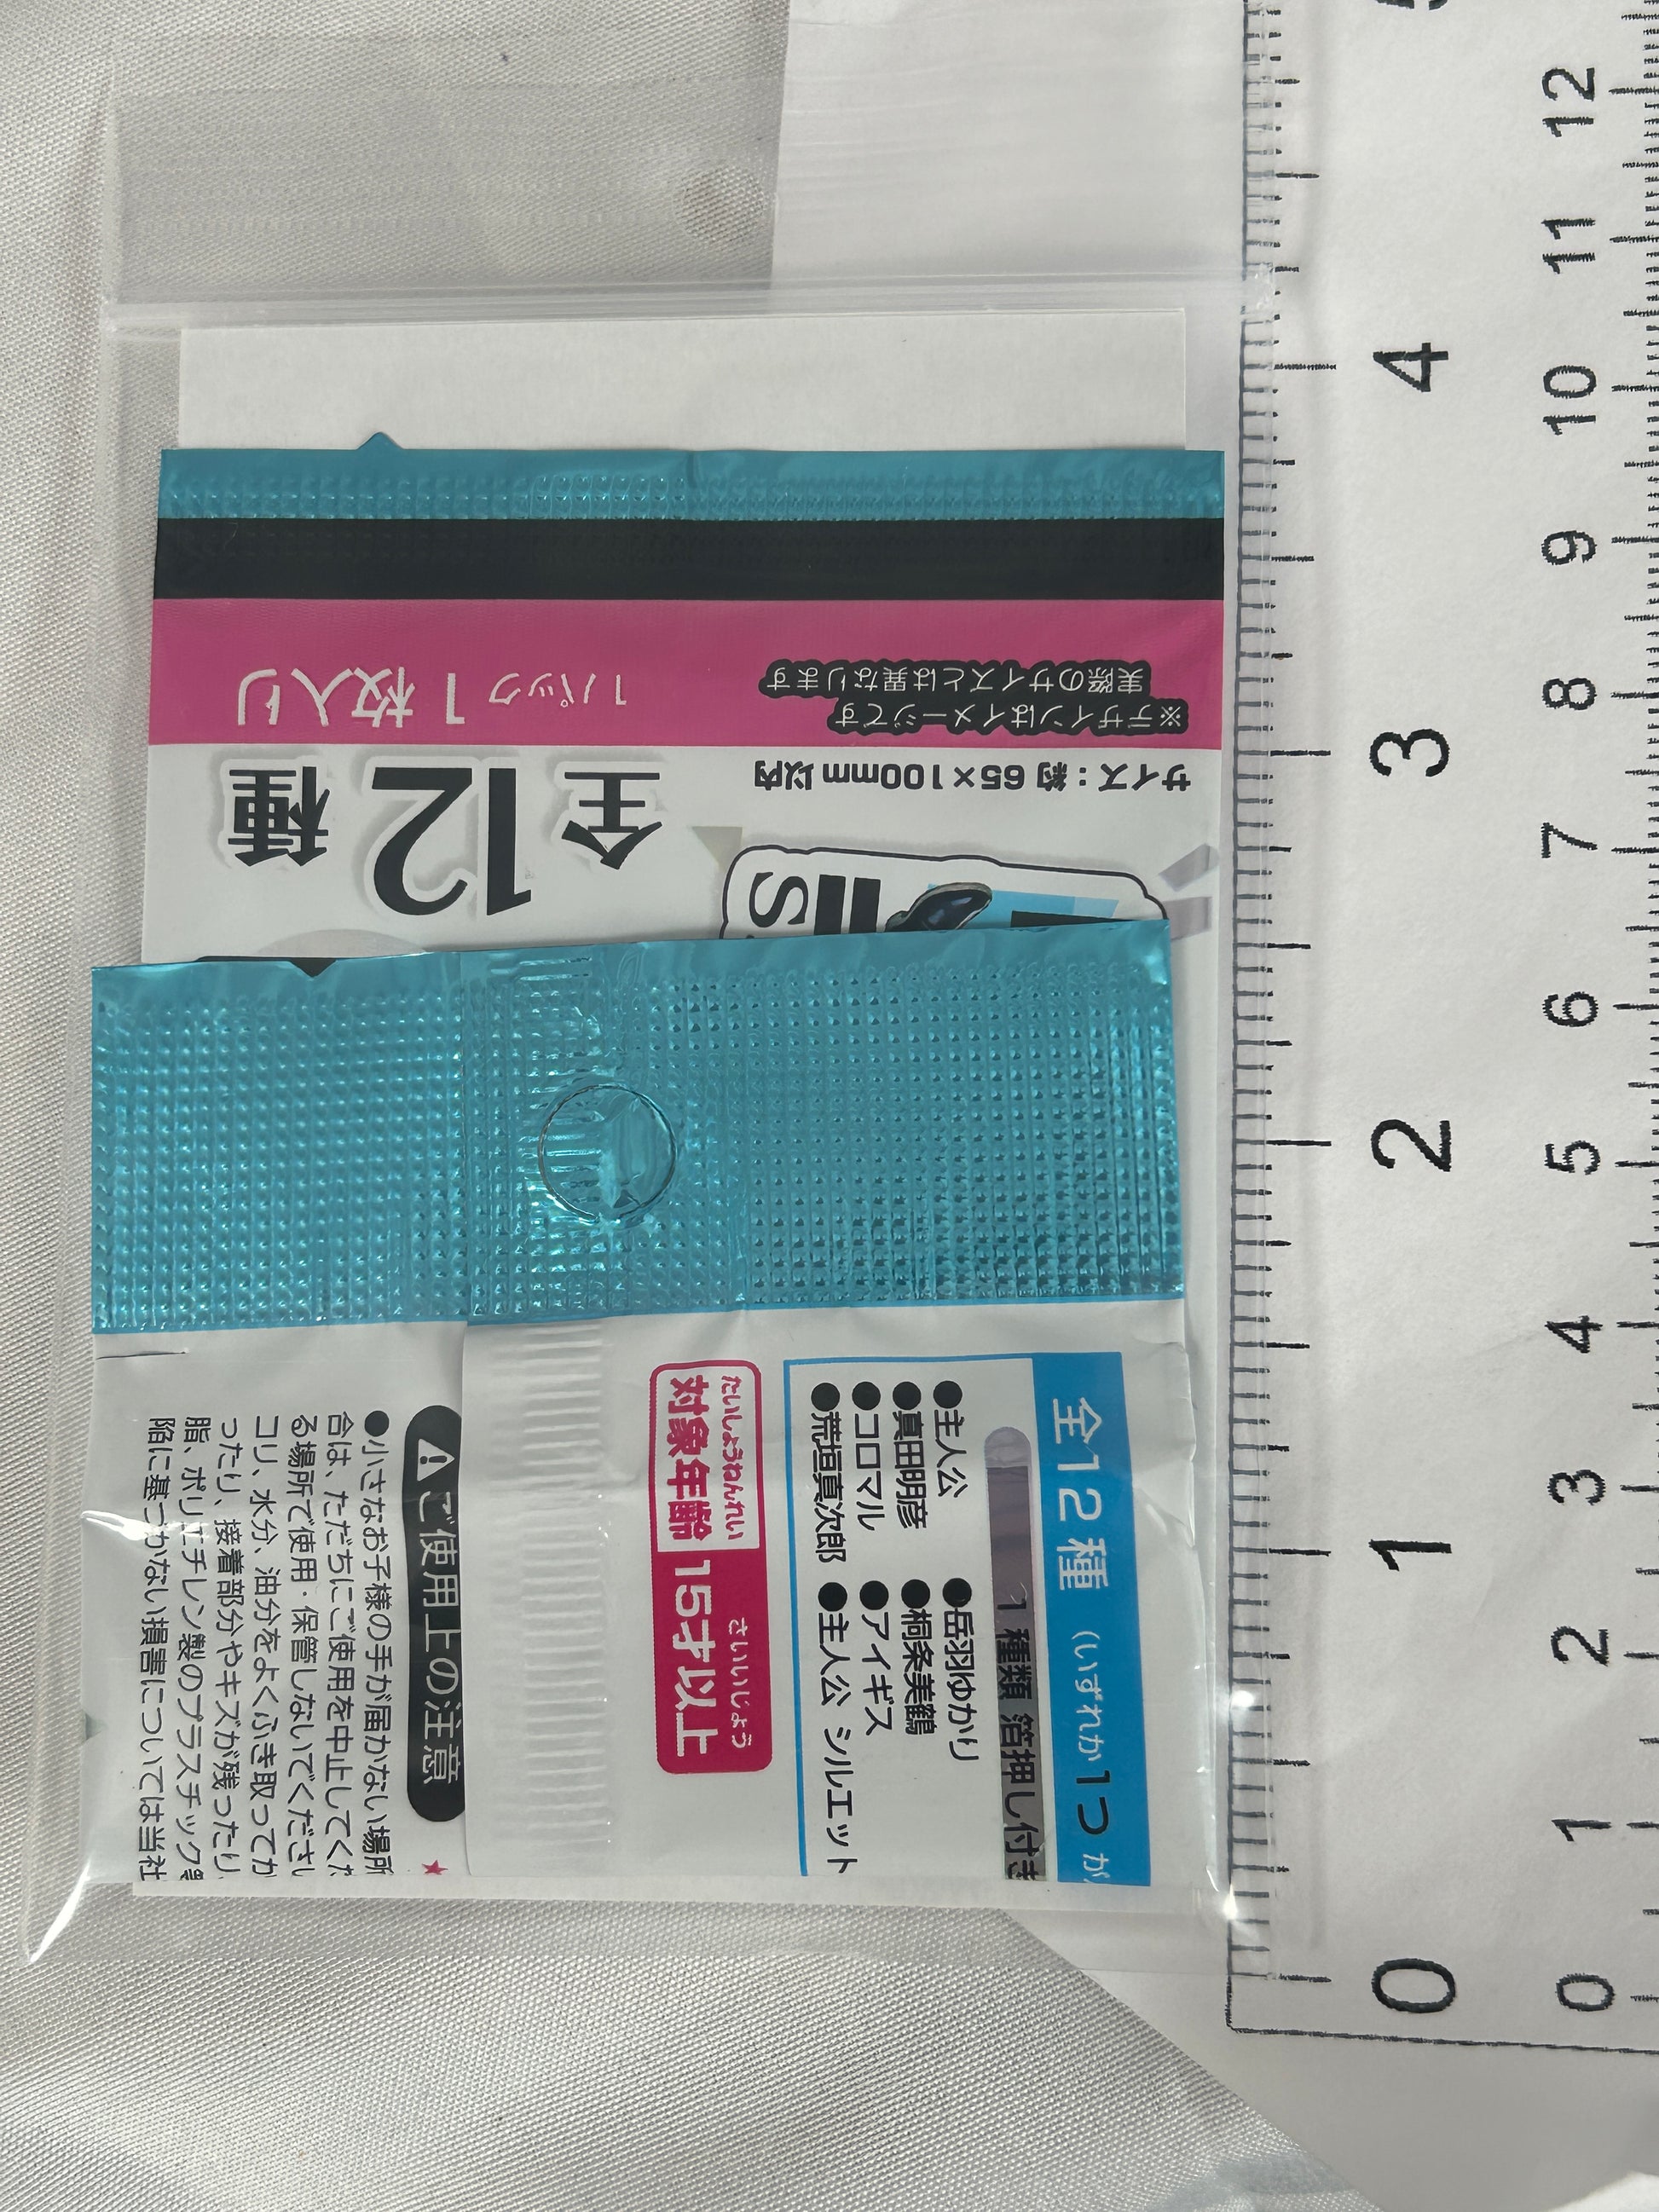 1パック1枚入り
※デザインはイメージです
実際のサイズとは異なります
サイズ：約 65×100mm 以内
全12種
全12種（いずれか1つが
1種類 箔押し付き
●主人公
●岳羽ゆかり
●真田明彦
●桐条美鶴
●コロマル
●アイギス
●荒垣真次郎
●主人公 シルエット
たいしょうねんれい
対象年齢
さいいじょう
15才以上
ご使用上の注意
●小さなお子様の手が届かない場所
合は、ただちにご使用を中止してくだ
る場所で使用・保管しないでくださし
コリ、水分、油分をよくふき取ってか
ったり、接着部分やキズが残ったり
脂、ポリエチレン製のプラスチック
陥に基づかない損害については当社
5
4
3
2
1
0
12
11
10
9
8
7
6
5
4
3
2
1
0